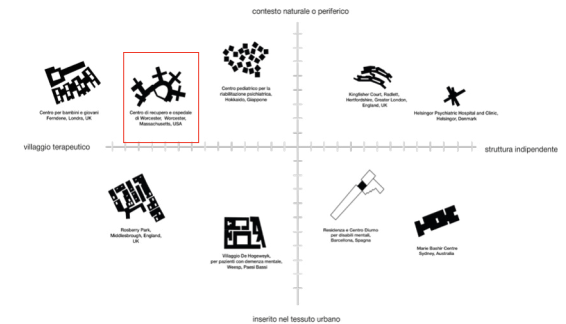 contesto naturale o periferico
Centro per bambini e giovani
Ferndene, Londra, UK
Centro di recupero e ospedale
di Worcester, Worcester,
Massachusetts, USA
Centro pediatrico per la
riabilitazione psichiatrica,
Hokkaido, Giappone
Kingfisher Court, Radlett,
Hertfordshire, Greater London,
England, UK
Helsingor Psychiatric Hospital and Clinic,
Helsingor, Denmark
villaggio terapeutico
struttura indipendente
Roseberry Park,
Middlesbrough, England,
UK
Villaggio De Hogeweyk,
per pazienti con demenza mentale,
Weesp, Paesi Bassi
Residenza e Centro Diurno
per disabili mentali,
Barcellona, Spagna
Marie Bashir Centre
Sydney, Australia
inserito nel tessuto urbano